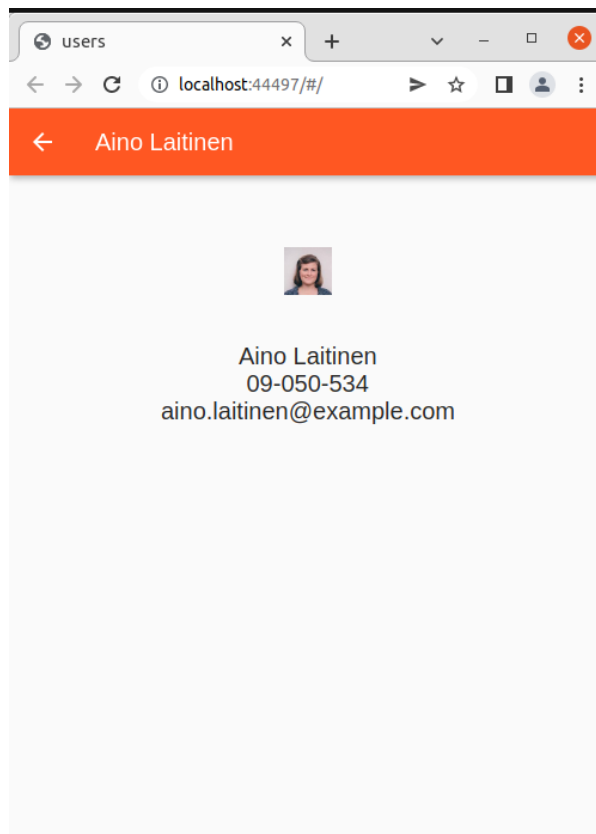 users
localhost:44497/#/
Aino Laitinen
Aino Laitinen
09-050-534
aino.laitinen@example.com